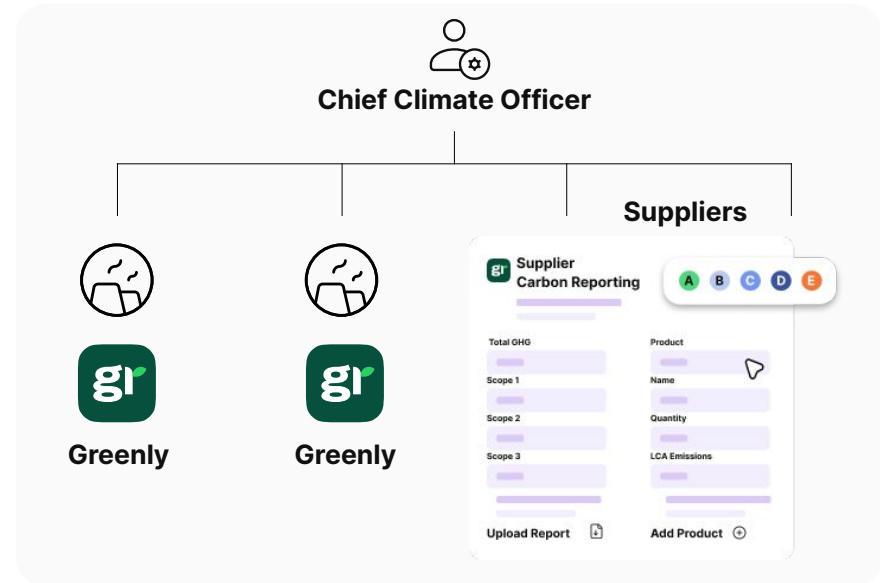 Chief Climate Officer
Suppliers
gr
Supplier
Carbon Reporting
A B C D E
Total GHG
Scope 1
Scope 2
Scope 3
Upload Report
Product
Name
Quantity
LCA Emissions
Add Product
gr
Greenly
gr
Greenly